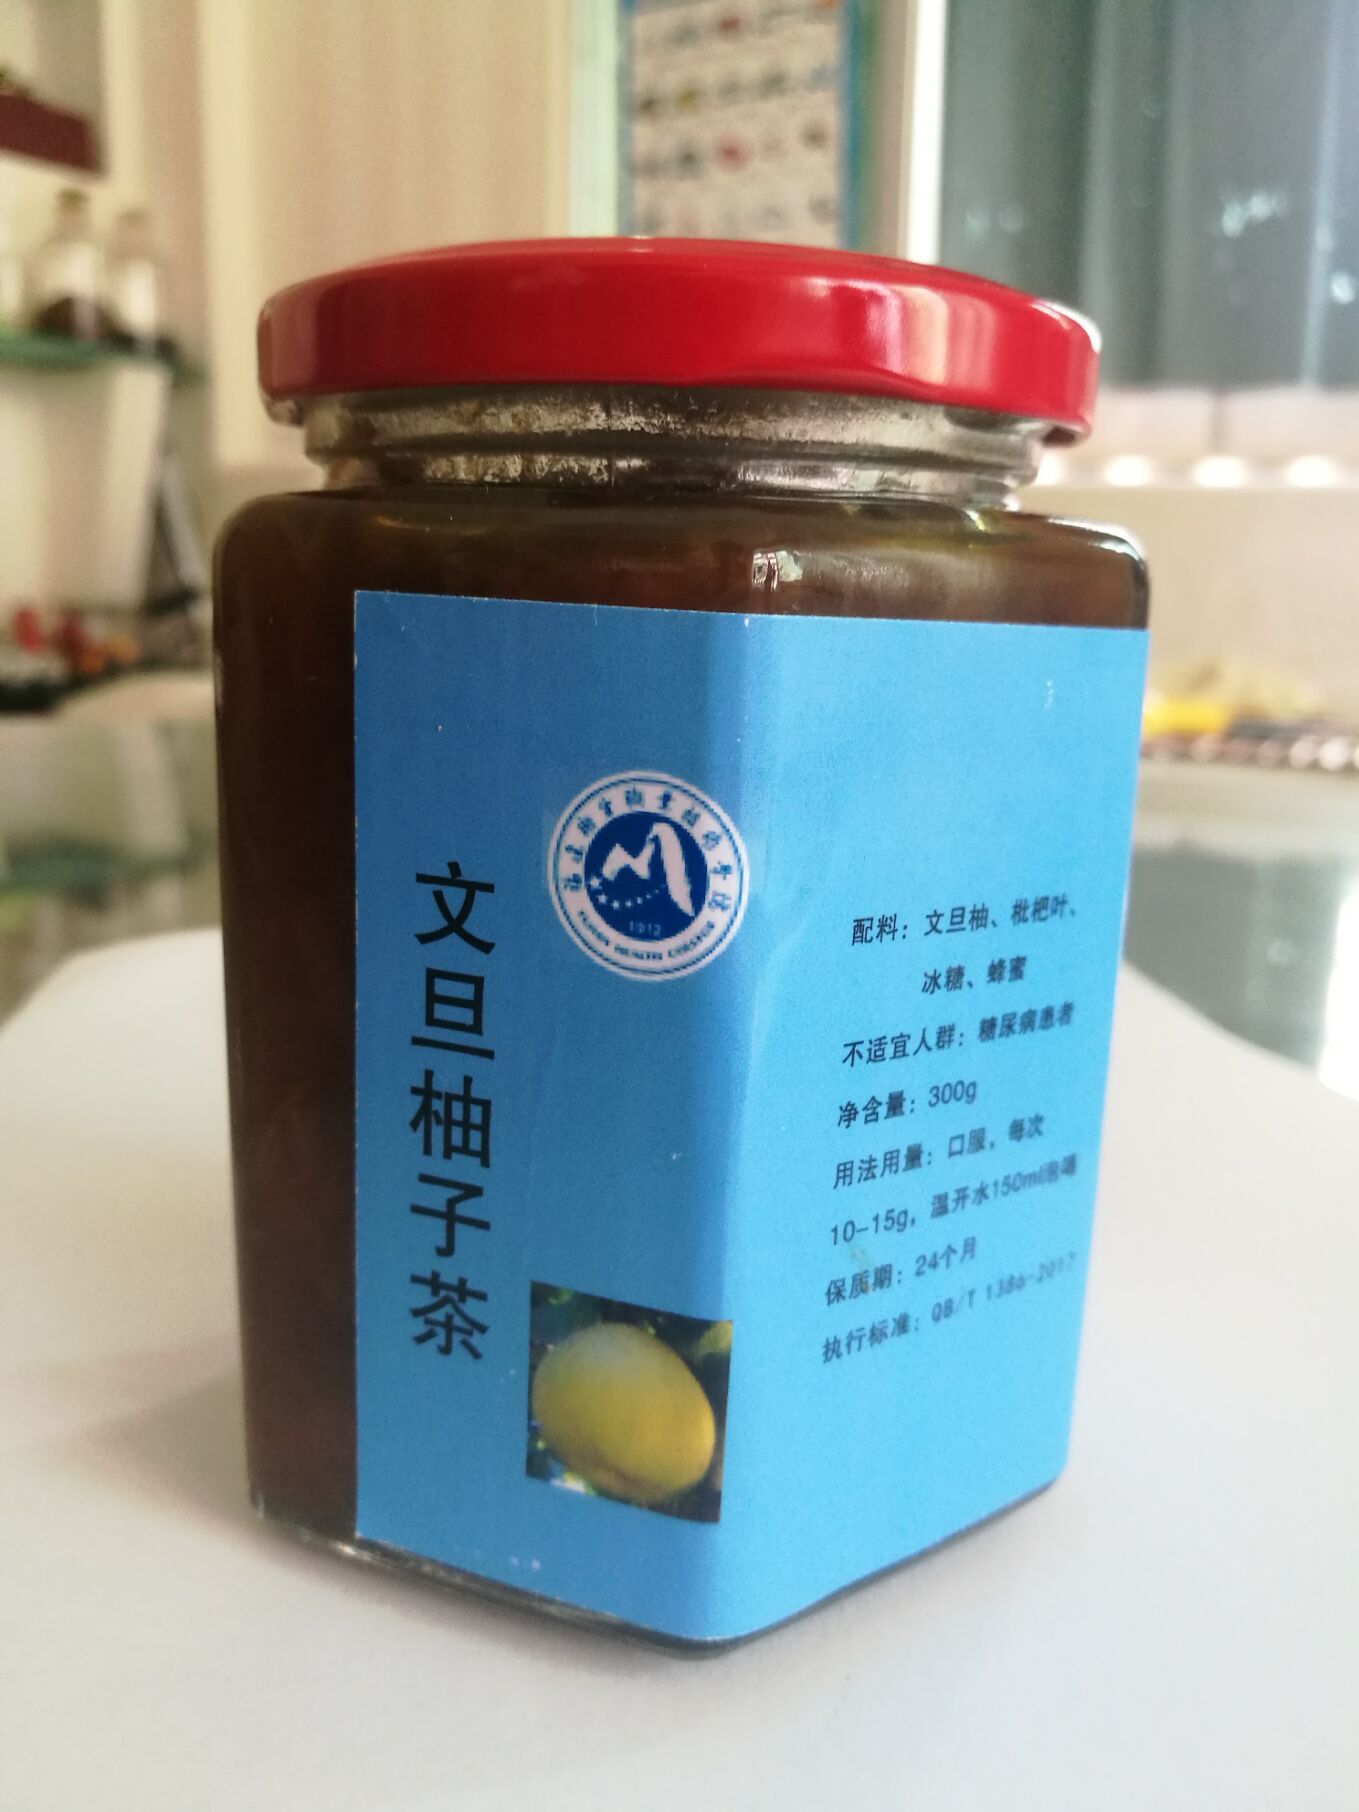 文旦柚子茶
1912
配料：文旦柚、枇杷叶、
冰糖、蜂蜜
不适宜人群：糖尿病患者
净含量：300g
用法用量：口服，每次
10-15g，温开水150ml
保质期：24个月
执行标准：QB/T 1386-2017